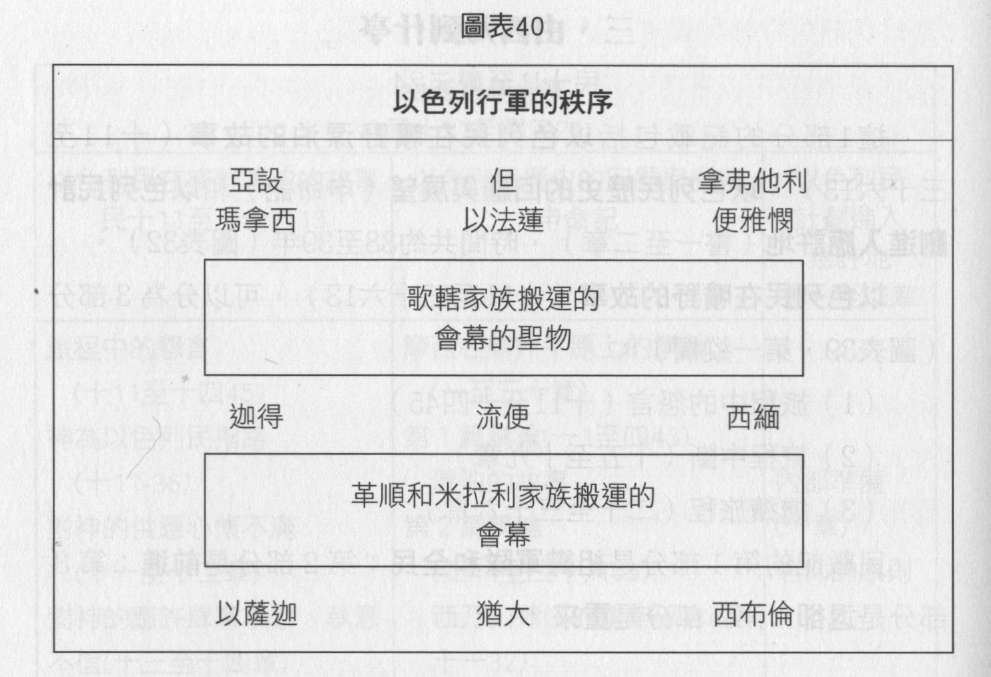 圖表40
以色列行軍的秩序
亞設 但 拿弗他利
瑪拿西 以法蓮 便雅憫
歌轄家族搬運的
會幕的聖物
迦得 流便 西緬
革順和米拉利家族搬運的
會幕
以薩迦 猶大 西布倫